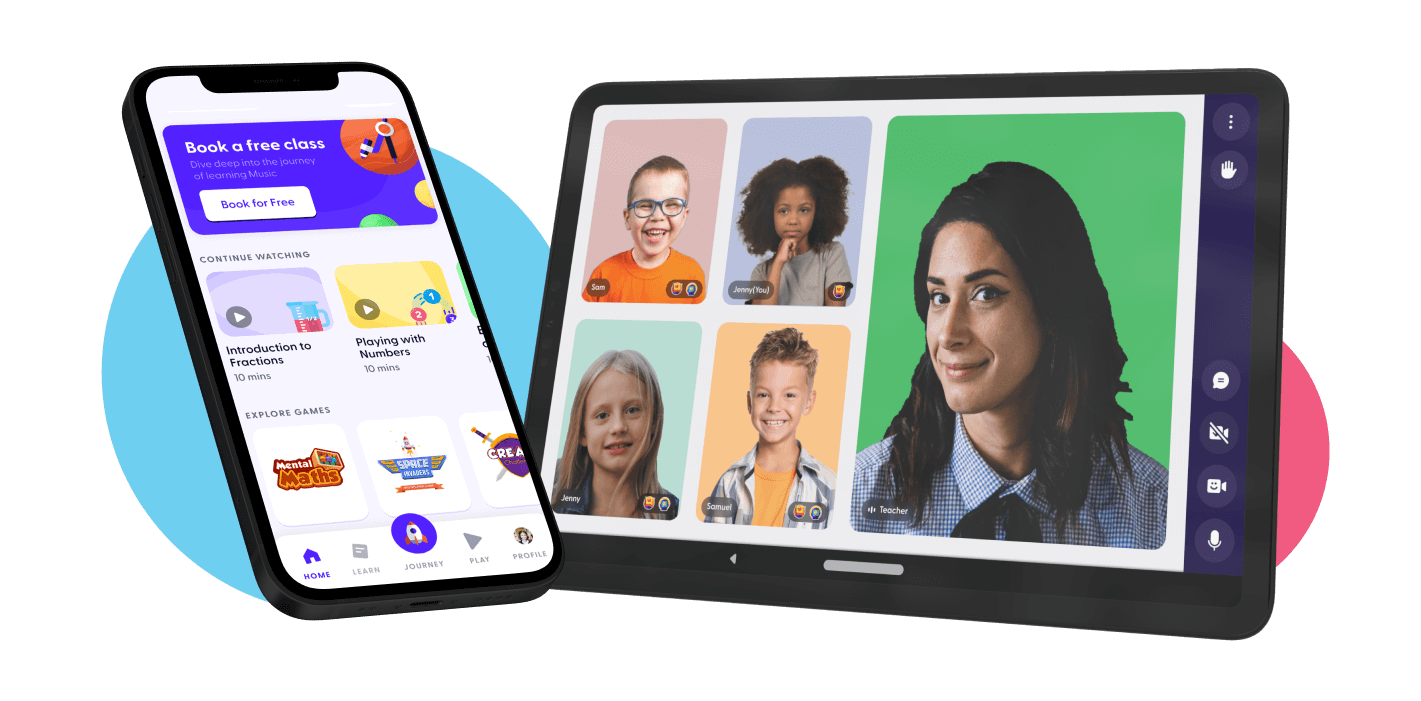 Book a free class
Dive deep into the journey
of learning Music
Book for Free
CONTINUE WATCHING
Introduction to
Fractions
10 mins
Playing with
Numbers
10 mins
EXPLORE GAMES
Mental
Maths
SPACE
INVADERS
CREA
HOME
LEARN
JOURNEY
PLAY
PROFILE
Sam
Jenny(You)
Jenny
Samuel
Teacher